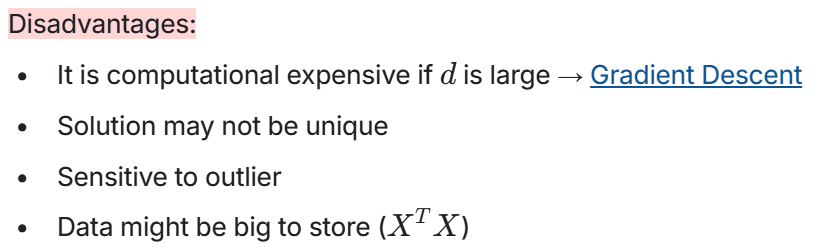 Disadvantages:
• It is computational expensive if d is large → Gradient Descent
• Solution may not be unique
• Sensitive to outlier
• Data might be big to store (X^T X)